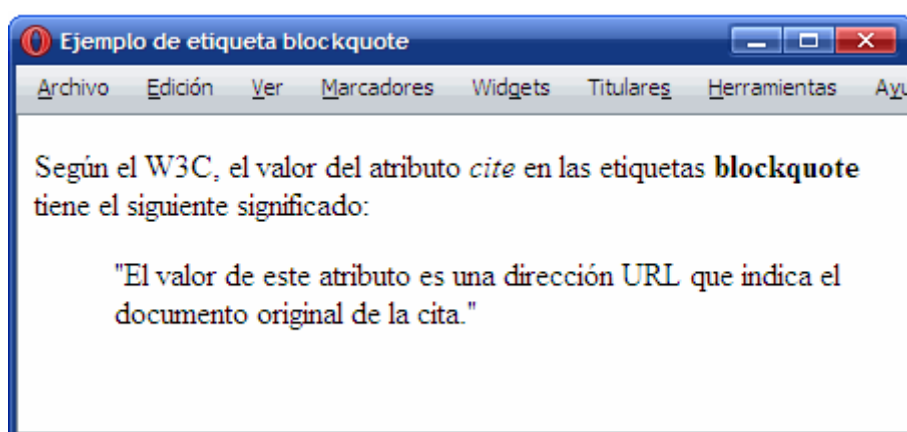 Ejemplo de etiqueta blockquote
Archivo Edición Ver Marcadores Widgets Titulares Herramientas Ayu
Según el W3C, el valor del atributo cite en las etiquetas blockquote
tiene el siguiente significado:
"El valor de este atributo es una dirección URL que indica el
documento original de la cita."